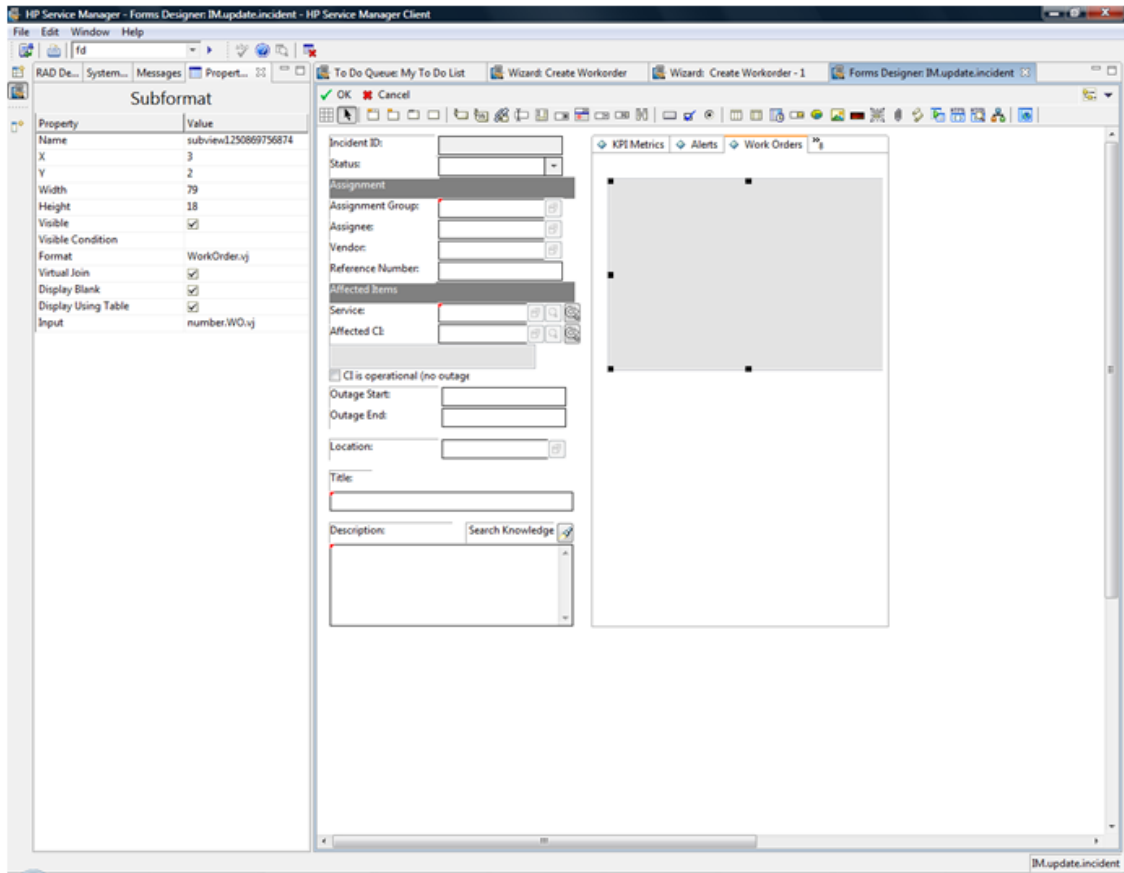 HP Service Manager - Forms Designer: IM.update.incident - HP Service Manager Client
File Edit Window Help
fd
RAD De... System... Messages Propert...
To Do Queue: My To Do List Wizard: Create Workorder Wizard: Create Workorder - 1 Forms Designer: IM.update.incident
OK Cancel
Subformat
Property Value
Name subview1250869756874
X 3
Y 2
Width 79
Height 18
Visible
Visible Condition
Format WorkOrder.vj
Virtual Join
Display Blank
Display Using Table
Input number.WO.vj
Incident ID:
Status:
Assignment
Assignment Group:
Assignee:
Vendor:
Reference Number:
Affected Items
Service:
Affected CI:
CI is operational (no outage
Outage Start:
Outage End:
Location:
Title:
Description: Search Knowledge
KPI Metrics Alerts Work Orders »8
IM.update.incident